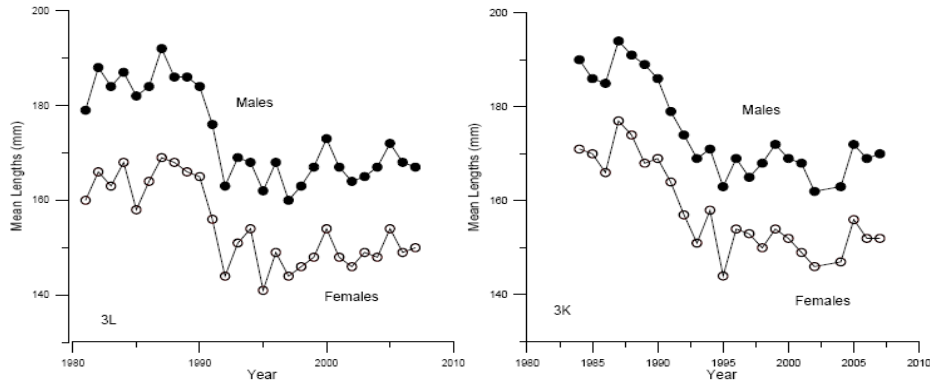 200
180
160
140
Mean Lengths (mm)
Males
Females
3L
1980
1990
2000
2010
Year
200
180
160
140
Mean Lengths (mm)
Males
Females
3K
1980
1985
1990
1995
2000
2005
2010
Year